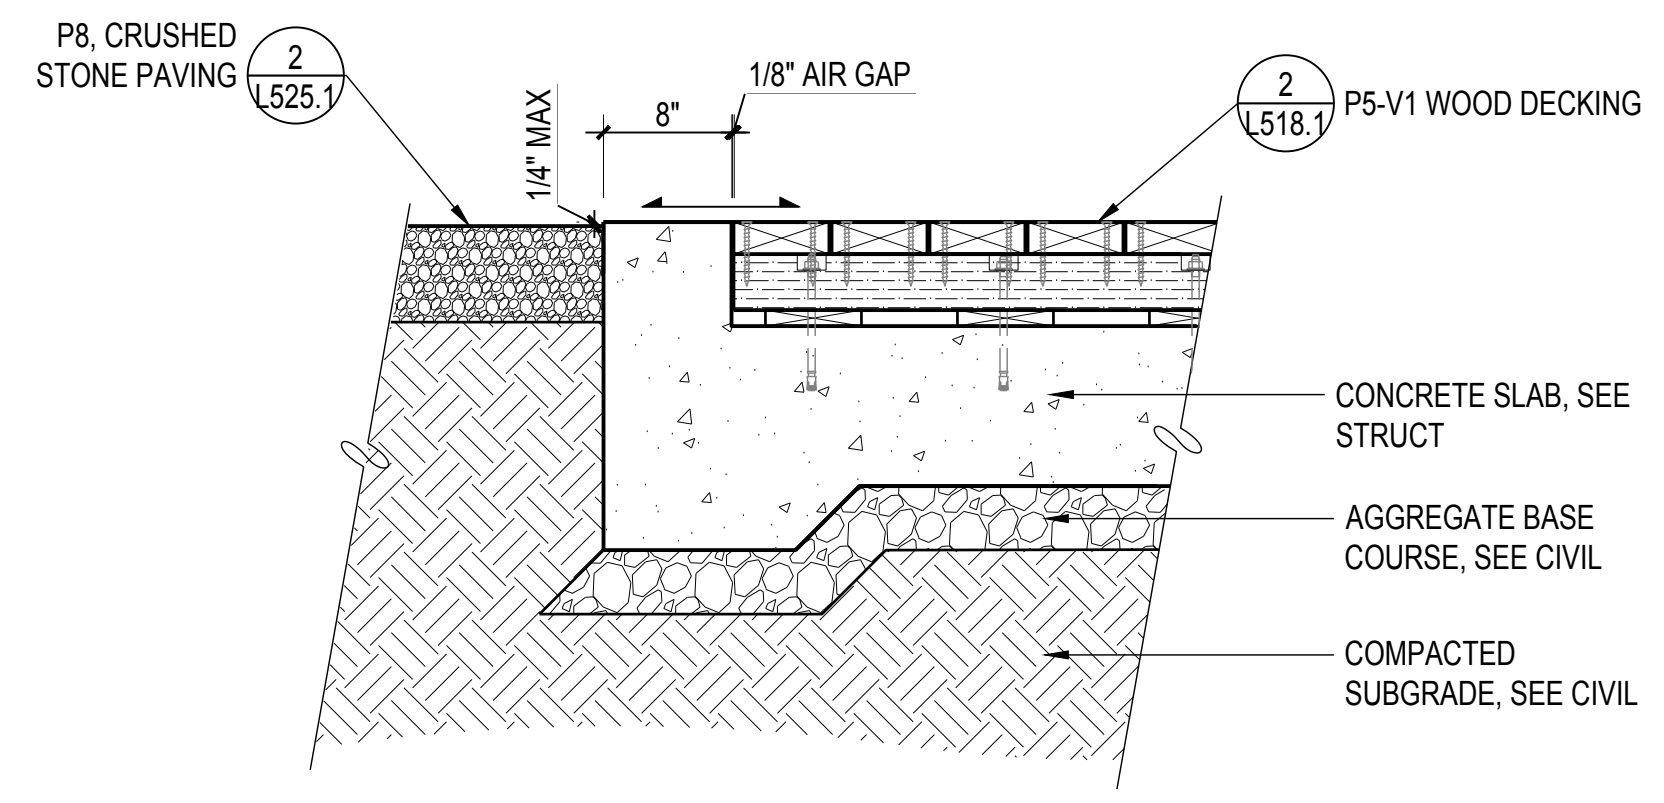 P8, CRUSHED
STONE PAVING
2
L525.1
1/4" MAX
8"
1/8" AIR GAP
2
L518.1
P5-V1 WOOD DECKING
CONCRETE SLAB, SEE
STRUCT
AGGREGATE BASE
COURSE, SEE CIVIL
COMPACTED
SUBGRADE, SEE CIVIL